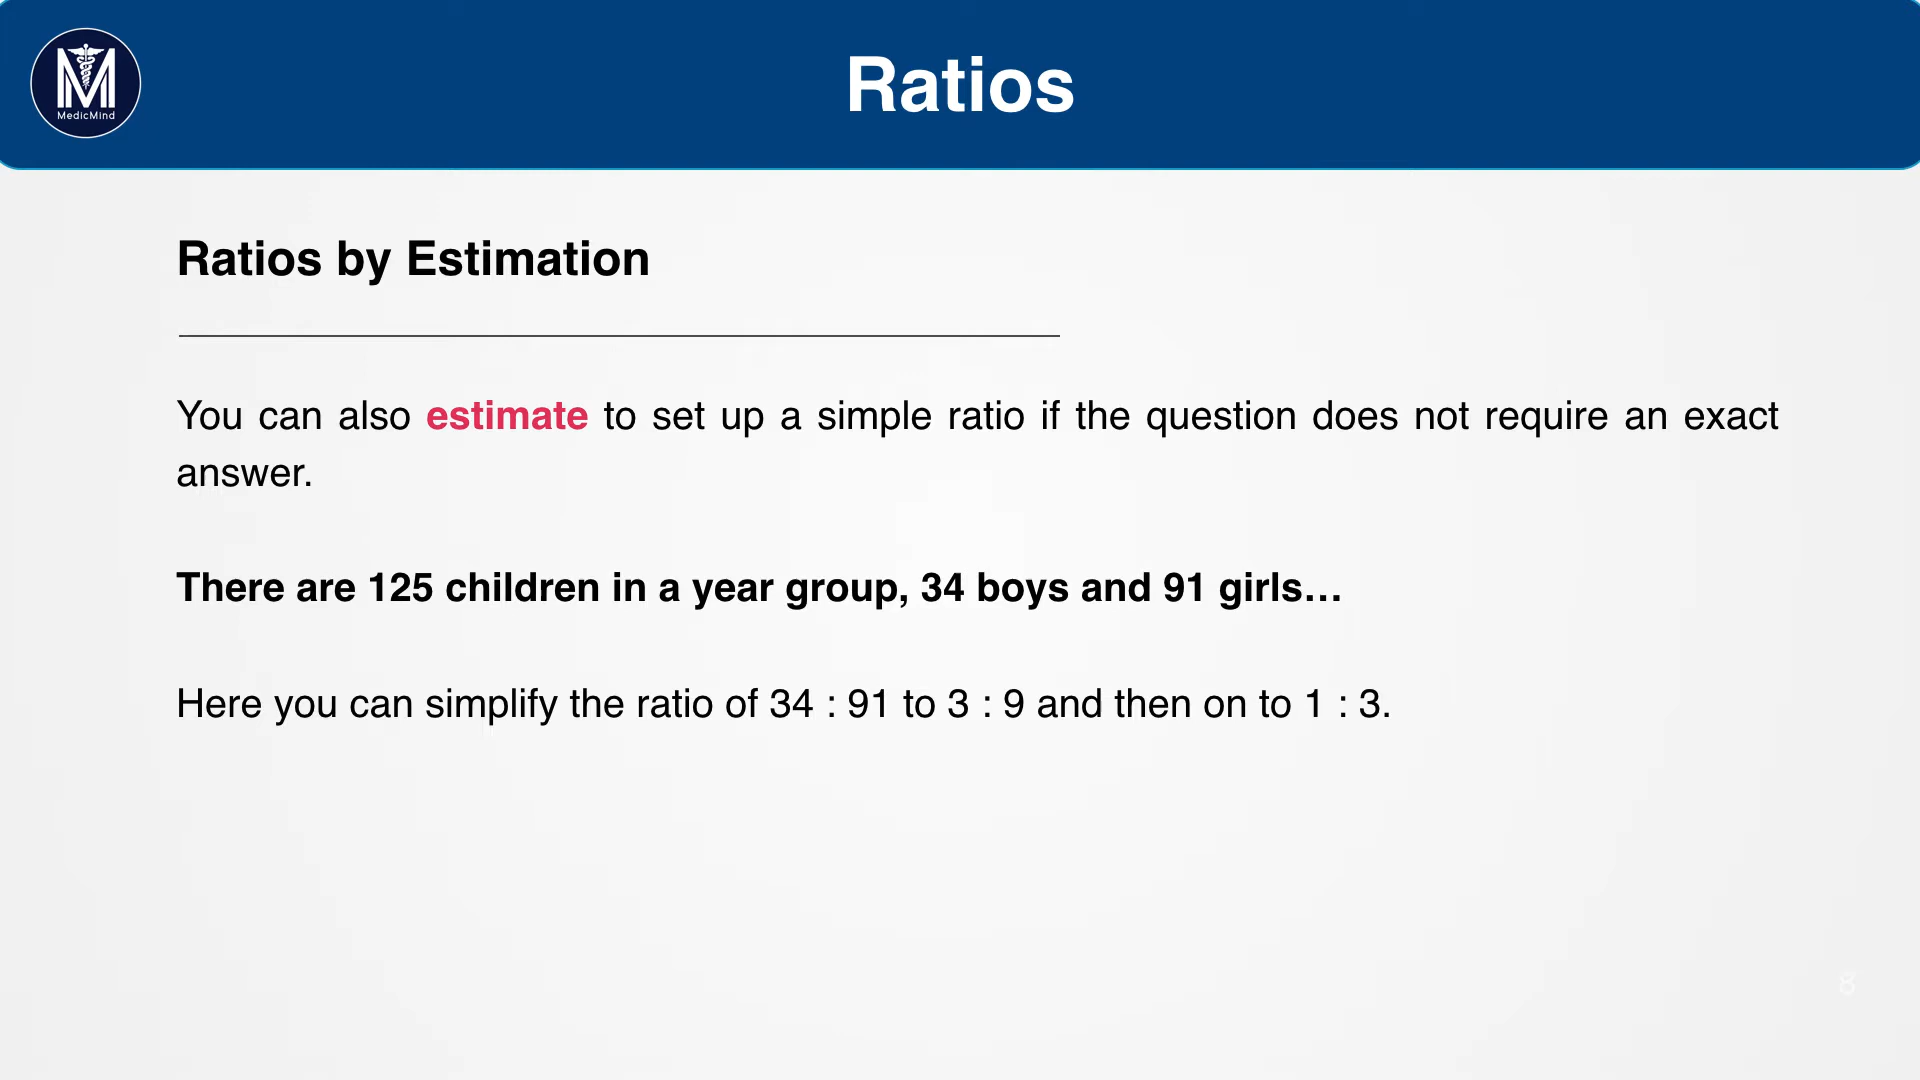 MedicMind
Ratios
Ratios by Estimation
You can also estimate to set up a simple ratio if the question does not require an exact
answer.
There are 125 children in a year group, 34 boys and 91 girls…
Here you can simplify the ratio of 34 : 91 to 3 : 9 and then on to 1 : 3.
8